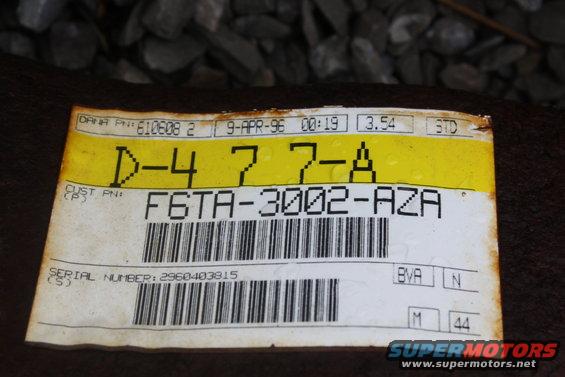 DANA PN: 610608 2 9-APR-96 00:19 3.54 STD
D-4 7 7-A
CUST PN: F6TA-3002-AZA
(P)
SERIAL NUMBER: 2960403815 BVA N
(S)
M 44
SUPERMOTORS
www.supermotors.net